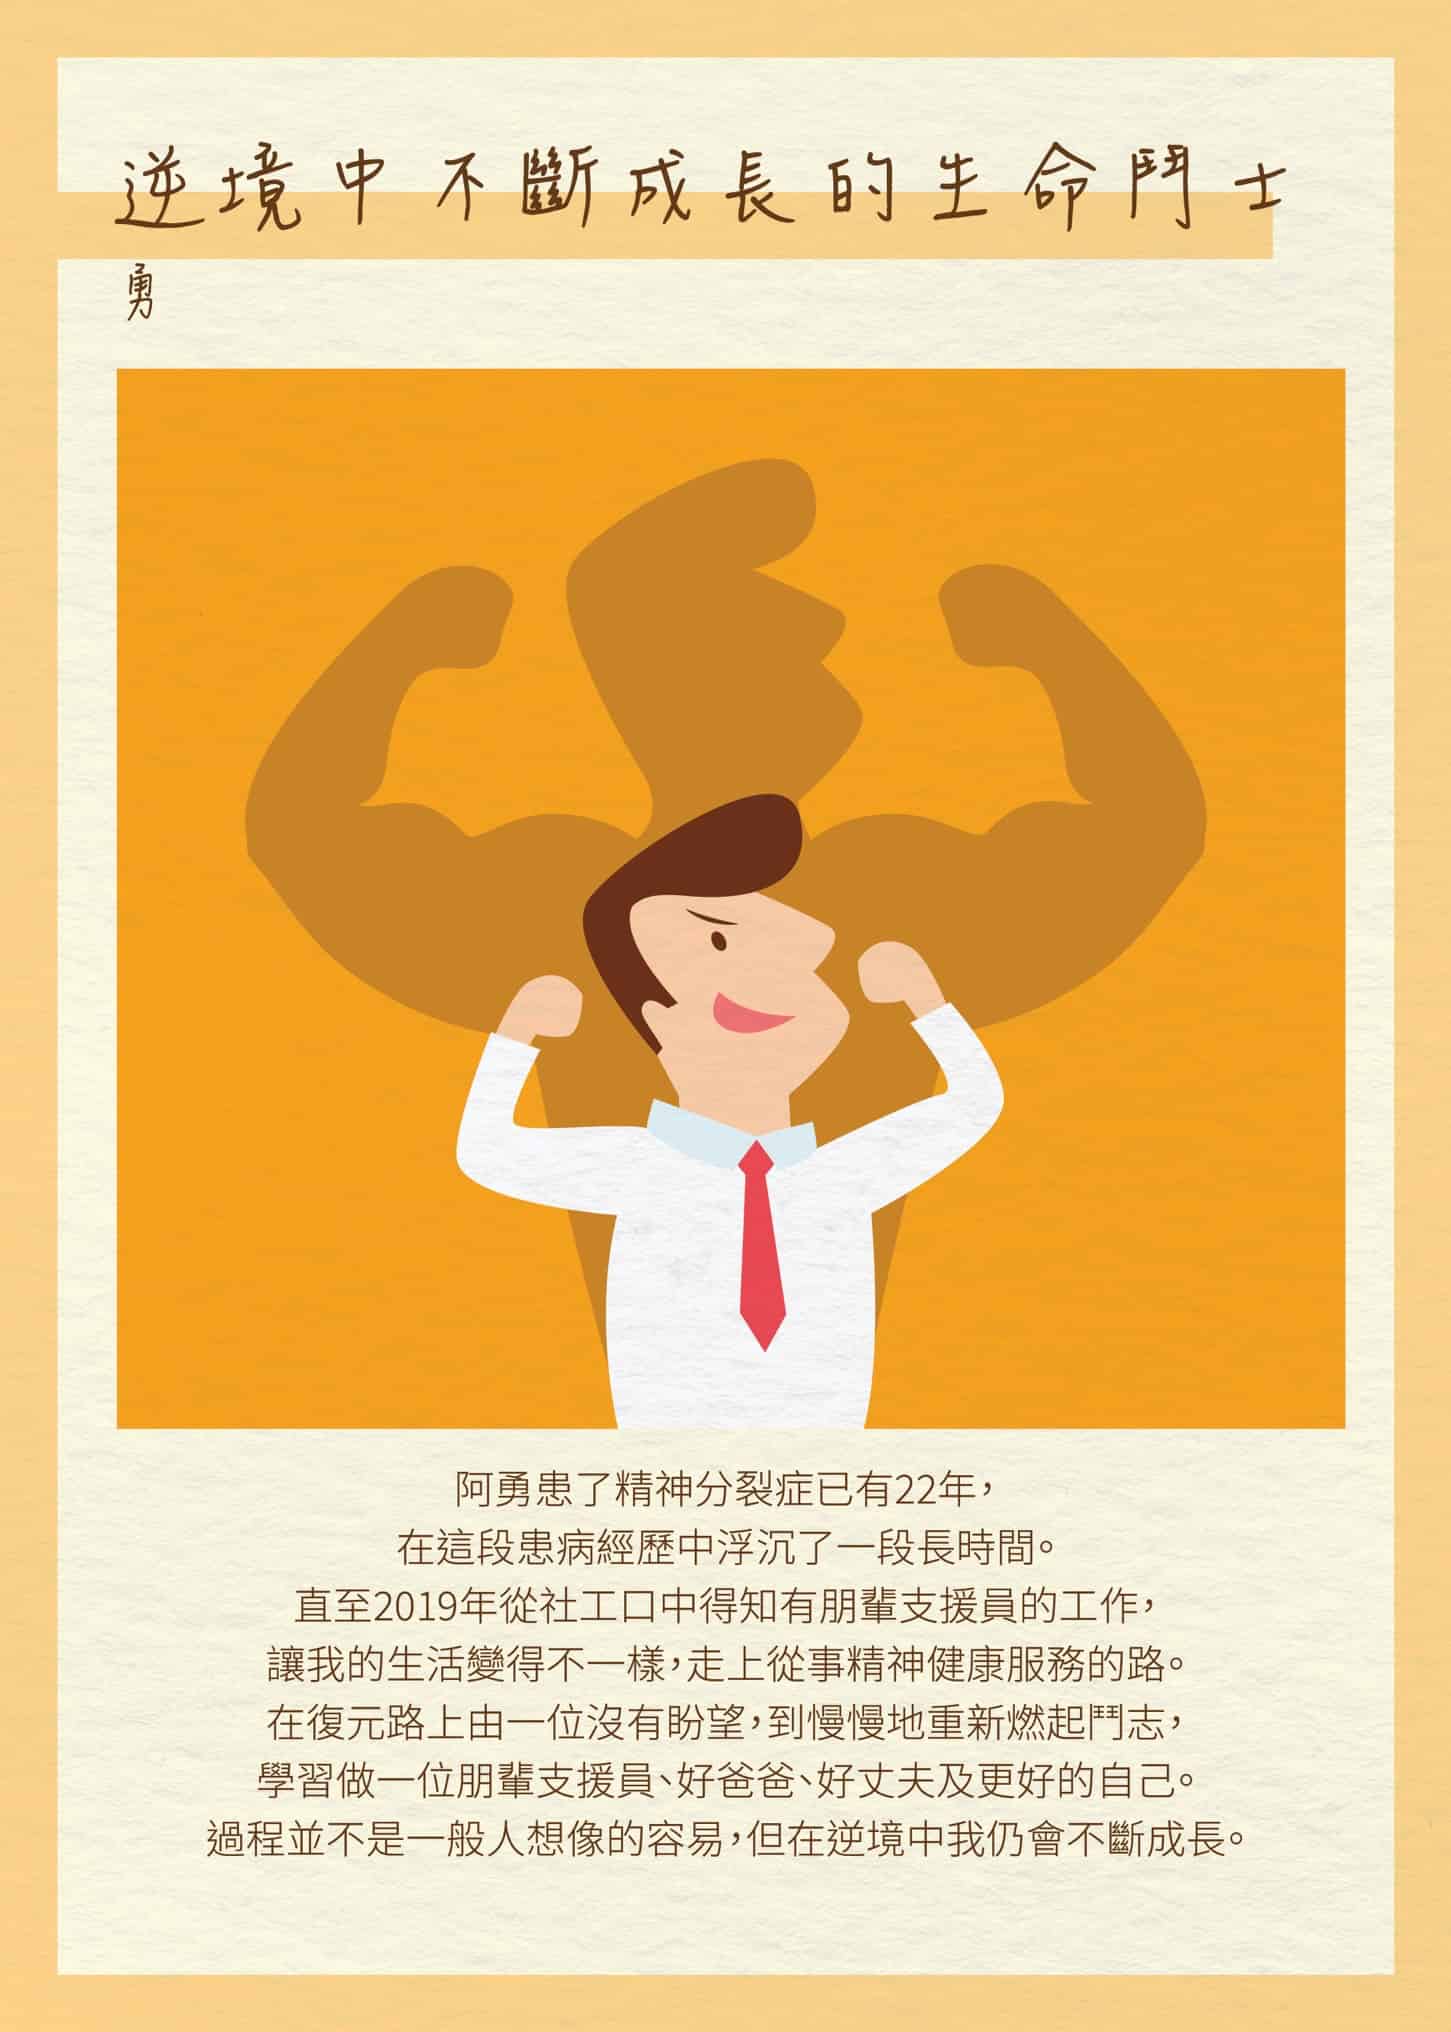 逆境中不斷成長的生命鬥士
勇
阿勇患了精神分裂症已有22年，
在這段患病經歷中浮沉了一段長時間。
直至2019年從社工口中得知有朋輩支援員的工作，
讓我的生活變得不一樣，走上從事精神健康服務的路。
在復元路上由一位沒有盼望，到慢慢地重新燃起鬥志，
學習做一位朋輩支援員、好爸爸、好丈夫及更好的自己。
過程並不是一般人想像的容易，但在逆境中我仍會不斷成長。